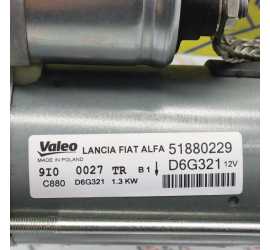 Valeo LANCIA FIAT ALFA 51880229
MADE IN POLAND D6G321 12V
9I0 0027 TR B1
C880 D6G321 1.3 KW